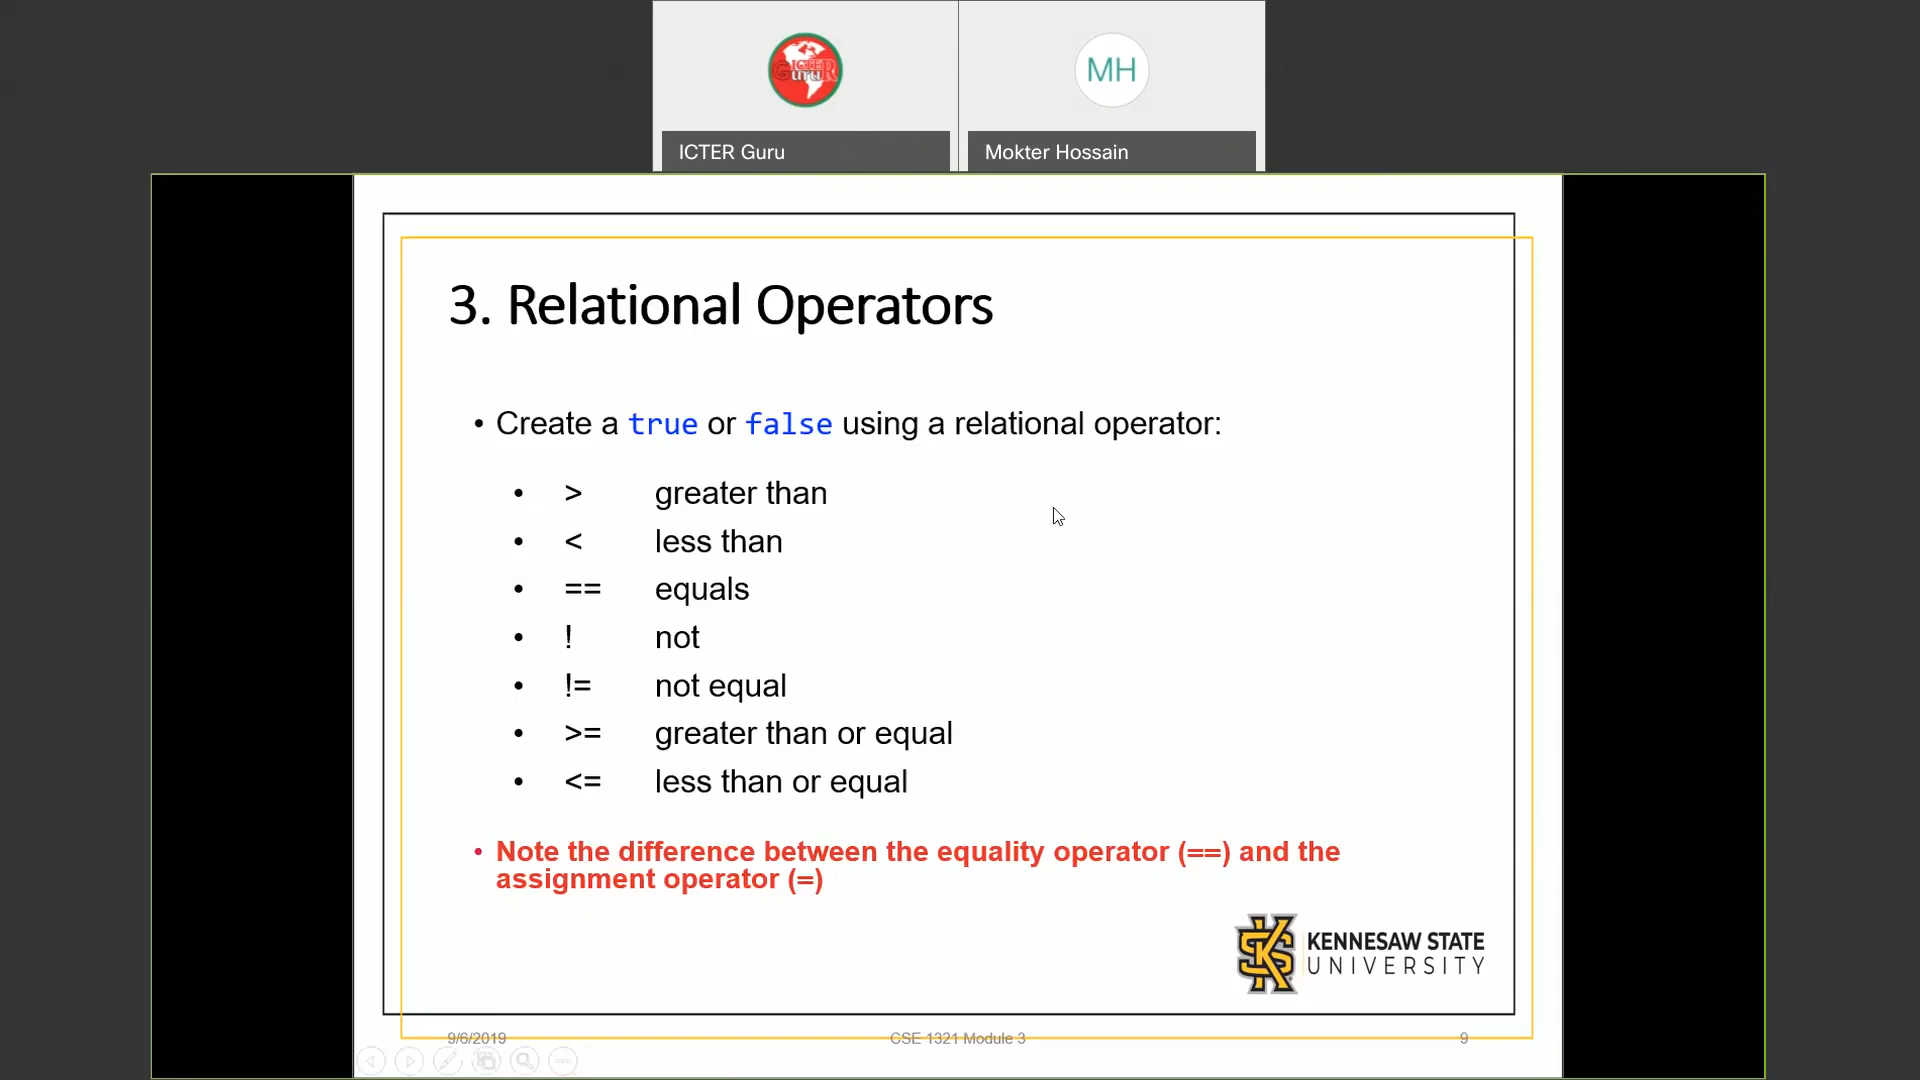 ICTER
Guru
MH
ICTER Guru
Mokter Hossain
3. Relational Operators
• Create a true or false using a relational operator:
• > greater than
• < less than
• == equals
• ! not
• != not equal
• >= greater than or equal
• <= less than or equal
• Note the difference between the equality operator (==) and the
assignment operator (=)
KENNESAW STATE
UNIVERSITY
9/6/2019 CSE 1321 Module 3 9